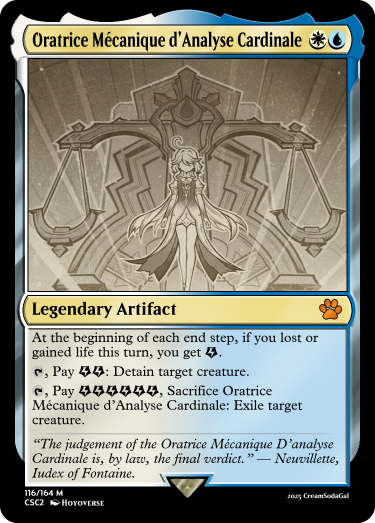 Oratrice Mécanique d'Analyse Cardinale
Legendary Artifact
At the beginning of each end step, if you lost or
gained life this turn, you get .
, Pay : Detain target creature.
, Pay , Sacrifice Oratrice
Mécanique d'Analyse Cardinale: Exile target
creature.
"The judgement of the Oratrice Mécanique D'analyse
Cardinale is, by law, the final verdict." — Neuvillette,
Iudex of Fontaine.
116/164 M
CSC2 Hoyoverse
2025 CreamSodaGal